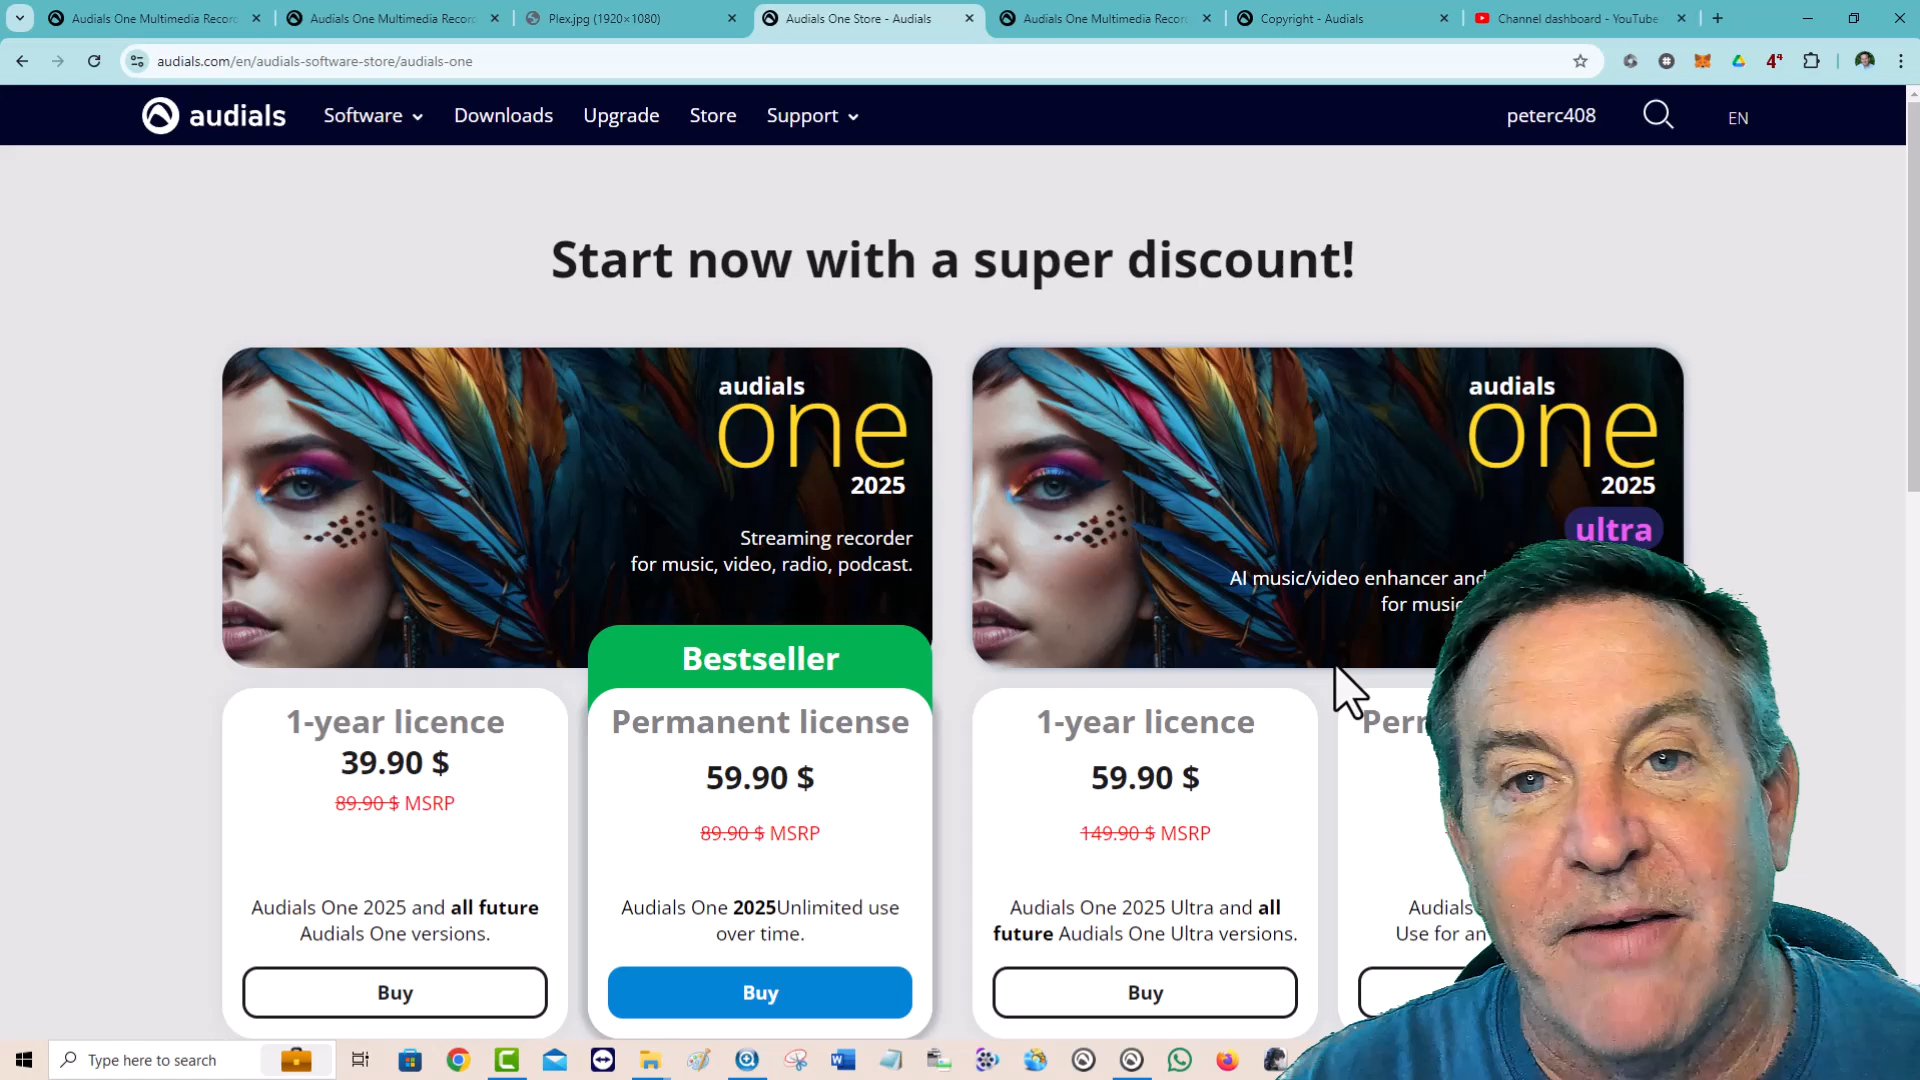 Audials One Multimedia Recor
Audials One Multimedia Recor
Plex.jpg (1920×1080)
Audials One Store - Audials
Audials One Multimedia Recor
Copyright - Audials
Channel dashboard - YouTube
audials.com/en/audials-software-store/audials-one
audials
Software
Downloads
Upgrade
Store
Support
peterc408
EN
Start now with a super discount!
audials
one
2025
Streaming recorder
for music, video, radio, podcast.
audials
one
2025
ultra
AI music/video enhancer and
for music
Bestseller
1-year licence
39.90 $
89.90 $ MSRP
Audials One 2025 and all future
Audials One versions.
Buy
Permanent license
59.90 $
89.90 $ MSRP
Audials One 2025Unlimited use
over time.
Buy
1-year licence
59.90 $
149.90 $ MSRP
Audials One 2025 Ultra and all
future Audials One Ultra versions.
Buy
Perm
Audials
Use for an
Type here to search